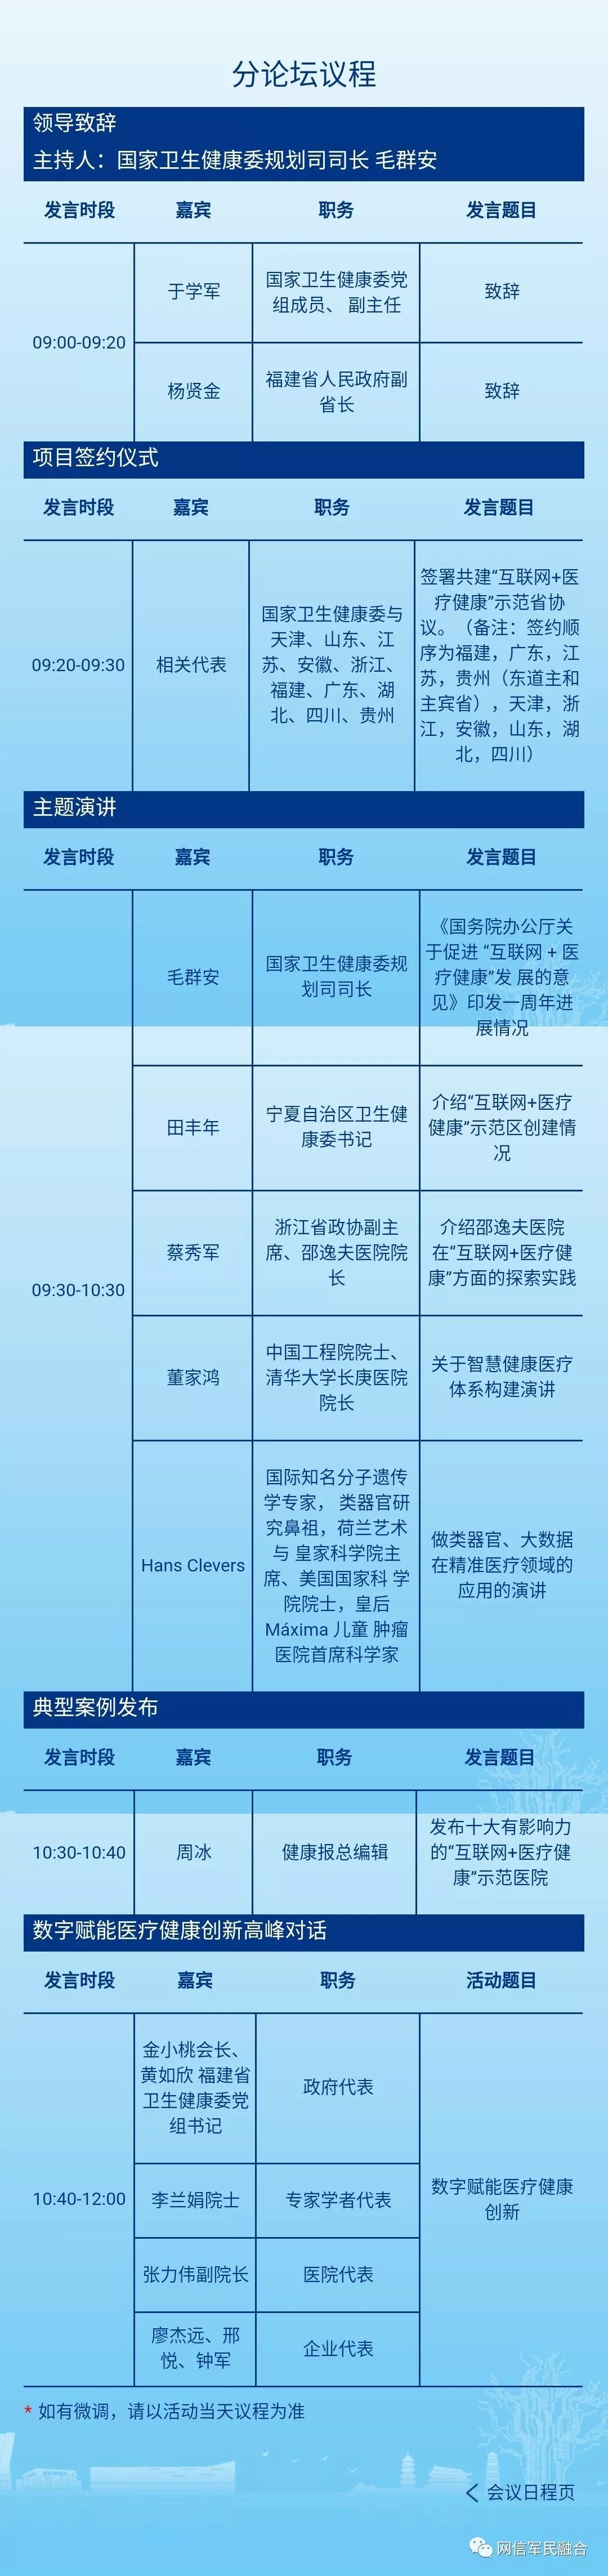 分论坛议程
领导致辞
主持人：国家卫生健康委规划司司长 毛群安
发言时段 嘉宾 职务 发言题目
09:00-09:20
于学军
国家卫生健康委党
组成员、 副主任
致辞
杨贤金
福建省人民政府副
省长
致辞
项目签约仪式
发言时段 嘉宾 职务 发言题目
09:20-09:30
相关代表
国家卫生健康委与
天津、山东、江
苏、安徽、浙江、
福建、广东、湖
北、四川、贵州
签署共建“互联网+医
疗健康”示范省协
议。（备注：签约顺
序为福建，广东，江
苏，贵州（东道主和
主宾省），天津，浙
江，安徽，山东，湖
北，四川）
主题演讲
发言时段 嘉宾 职务 发言题目
09:30-10:30
毛群安
国家卫生健康委规
划司司长
《国务院办公厅关
于促进 “互联网 + 医
疗健康”发 展的意
见》印发一周年进
展情况
田丰年
宁夏自治区卫生健
康委书记
介绍“互联网+医疗
健康”示范区创建情
况
蔡秀军
浙江省政协副主
席、邵逸夫医院院
长
介绍邵逸夫医院
在“互联网+医疗健
康”方面的探索实践
董家鸿
中国工程院院士、
清华大学长庚医院
院长
关于智慧健康医疗
体系构建演讲
Hans Clevers
国际知名分子遗传
学专家， 类器官研
究鼻祖，荷兰艺术
与 皇家科学院主
席、美国国家科 学
院院士，皇后
Máxima 儿童 肿瘤
医院首席科学家
做类器官、大数据
在精准医疗领域的
应用的演讲
典型案例发布
发言时段 嘉宾 职务 发言题目
10:30-10:40
周冰
健康报总编辑
发布十大有影响力
的“互联网+医疗健
康”示范医院
数字赋能医疗健康创新高峰对话
发言时段 嘉宾 职务 活动题目
10:40-12:00
金小桃会长、
黄如欣 福建省
卫生健康委党
组书记
政府代表
李兰娟院士
专家学者代表
张力伟副院长
医院代表
廖杰远、邢
悦、钟军
企业代表
数字赋能医疗健康
创新
* 如有微调，请以活动当天议程为准
会议日程页
网信军民融合